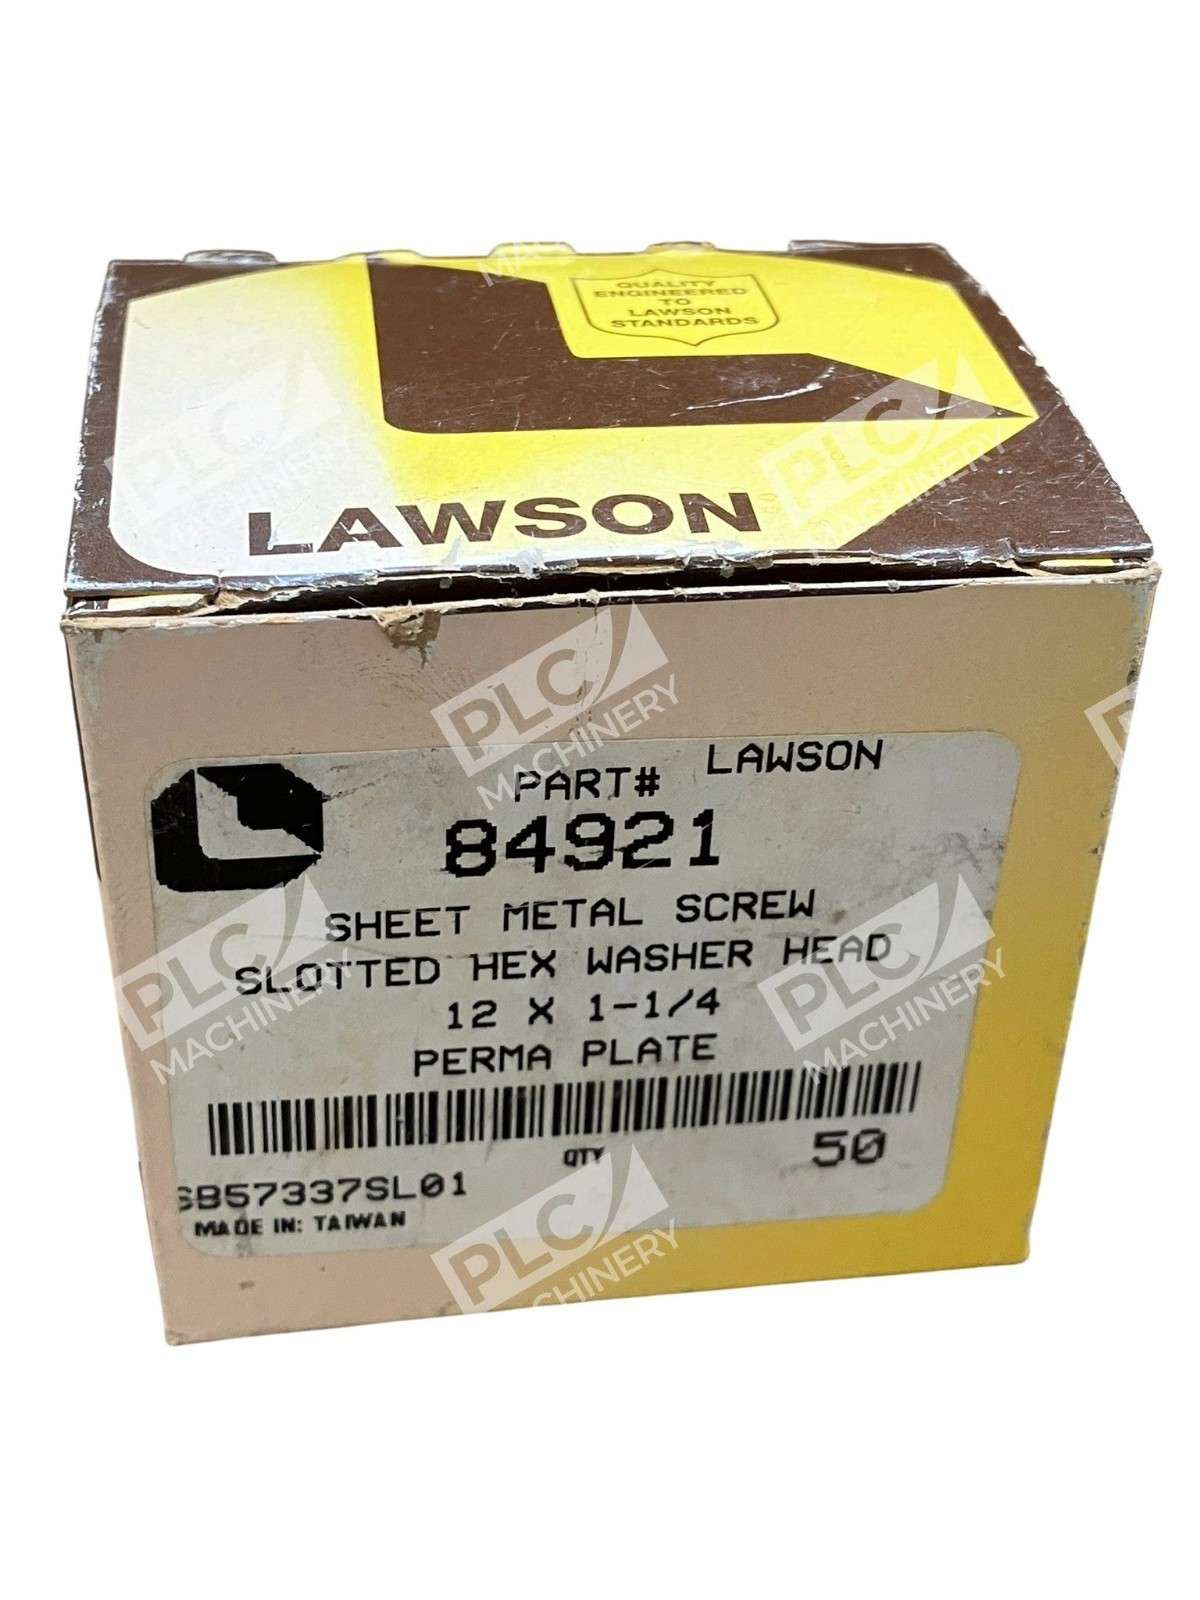 QUALITY
ENGINEERED
TO
LAWSON
STANDARDS
LAWSON
PART# LAWSON
84921
SHEET METAL SCREW
SLOTTED HEX WASHER HEAD
12 X 1-1/4
PERMA PLATE
QTY 50
SB57337SL01
MADE IN: TAIWAN
PLC MACHINERY
PLC MACHINERY
PLC MACHINERY
PLC MACHINERY
PLC MACHINERY
PLC MACHINERY